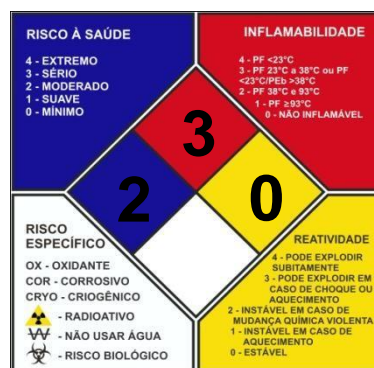 RISCO À SAÚDE
4 - EXTREMO
3 - SÉRIO
2 - MODERADO
1 - SUAVE
0 - MÍNIMO
INFLAMABILIDADE
4 - PF <23°C
3 - PF 23°C a 38°C ou PF
<23°C/PEb >38°C
2 - PF 38°C e 93°C
1 - PF ≥93°C
0 - NÃO INFLAMÁVEL
3
2
0
RISCO
ESPECÍFICO
OX - OXIDANTE
COR - CORROSIVO
CRYO - CRIOGÊNICO
- RADIOATIVO
W - NÃO USAR ÁGUA
- RISCO BIOLÓGICO
REATIVIDADE
4 - PODE EXPLODIR
SUBITAMENTE
3 - PODE EXPLODIR EM
CASO DE CHOQUE OU
AQUECIMENTO
2 - INSTÁVEL EM CASO DE
MUDANÇA QUÍMICA VIOLENTA
1 - INSTÁVEL EM CASO DE
AQUECIMENTO
0 - ESTÁVEL